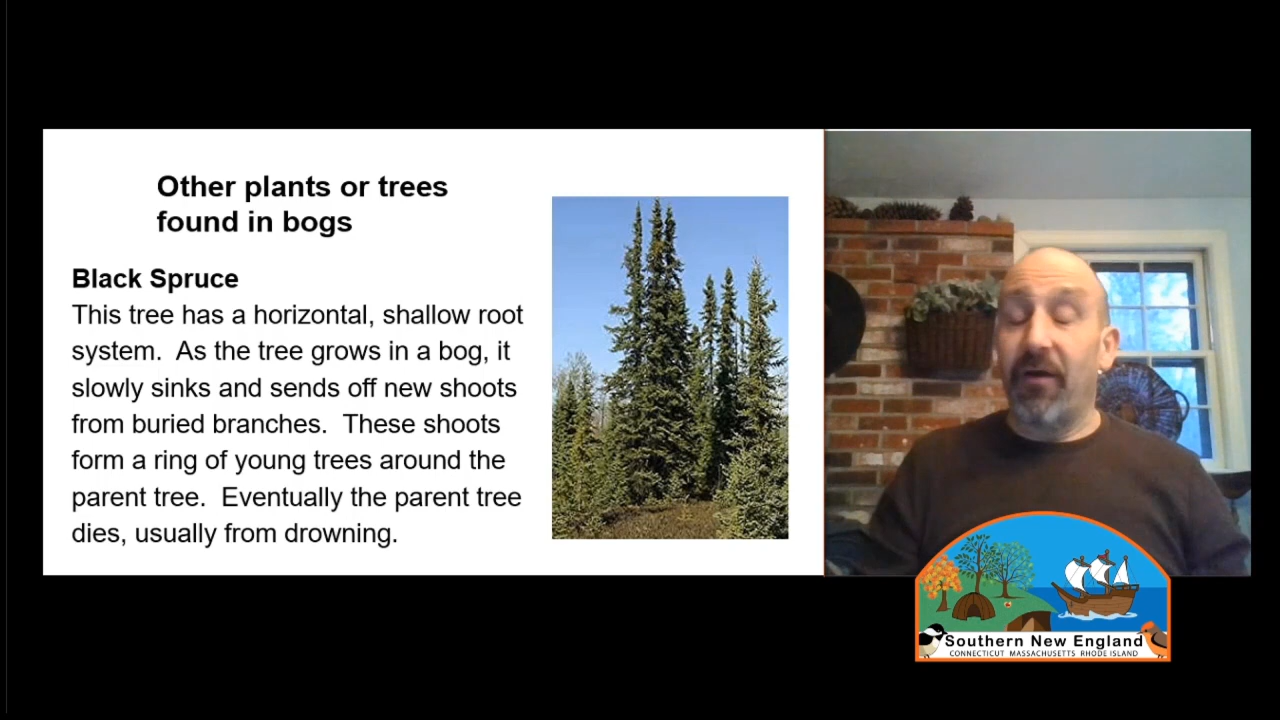 Other plants or trees
found in bogs
Black Spruce
This tree has a horizontal, shallow root
system.  As the tree grows in a bog, it
slowly sinks and sends off new shoots
from buried branches.  These shoots
form a ring of young trees around the
parent tree.  Eventually the parent tree
dies, usually from drowning.
Southern New England
CONNECTICUT MASSACHUSETTS RHODE ISLAND